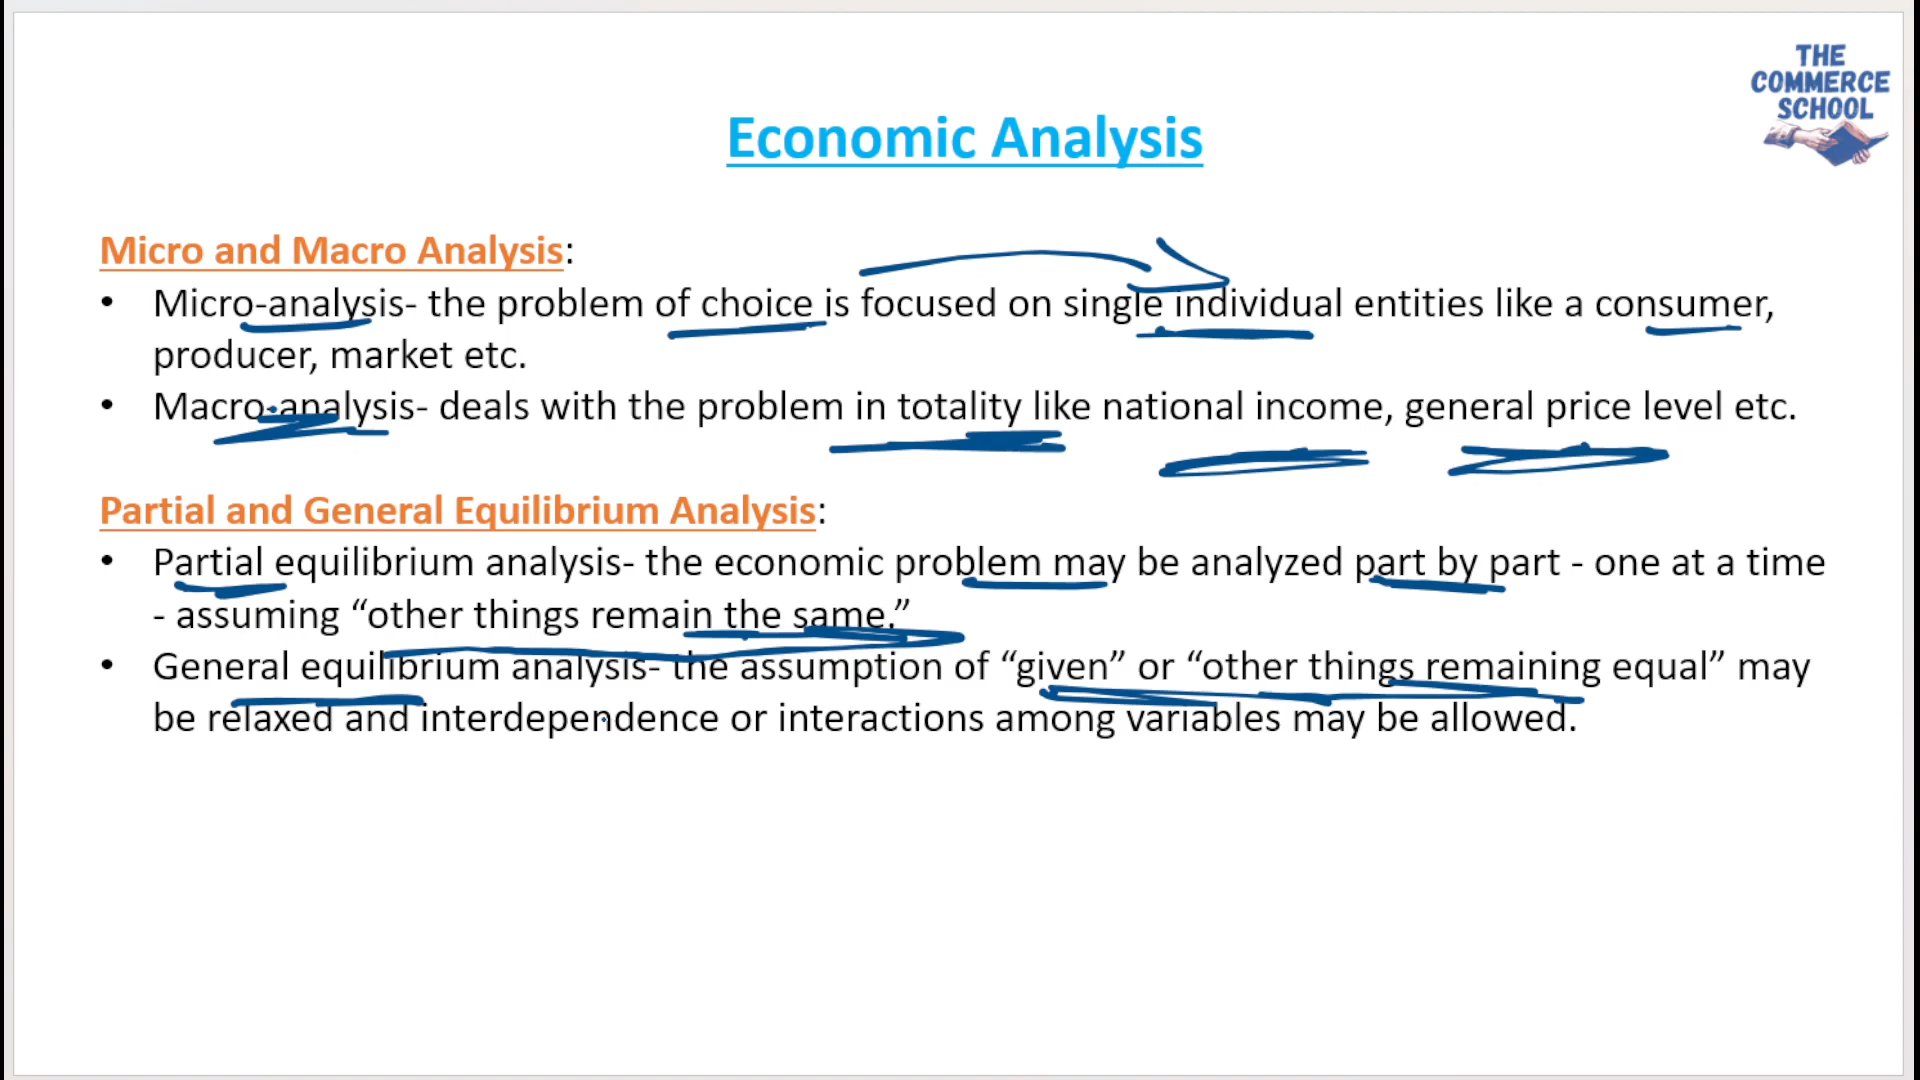 THE
COMMERCE
SCHOOL
Economic Analysis
Micro and Macro Analysis:
• Micro-analysis- the problem of choice is focused on single individual entities like a consumer,
producer, market etc.
• Macro-analysis- deals with the problem in totality like national income, general price level etc.
Partial and General Equilibrium Analysis:
• Partial equilibrium analysis- the economic problem may be analyzed part by part - one at a time
- assuming “other things remain the same.”
• General equilibrium analysis- the assumption of “given” or “other things remaining equal” may
be relaxed and interdependence or interactions among variables may be allowed.